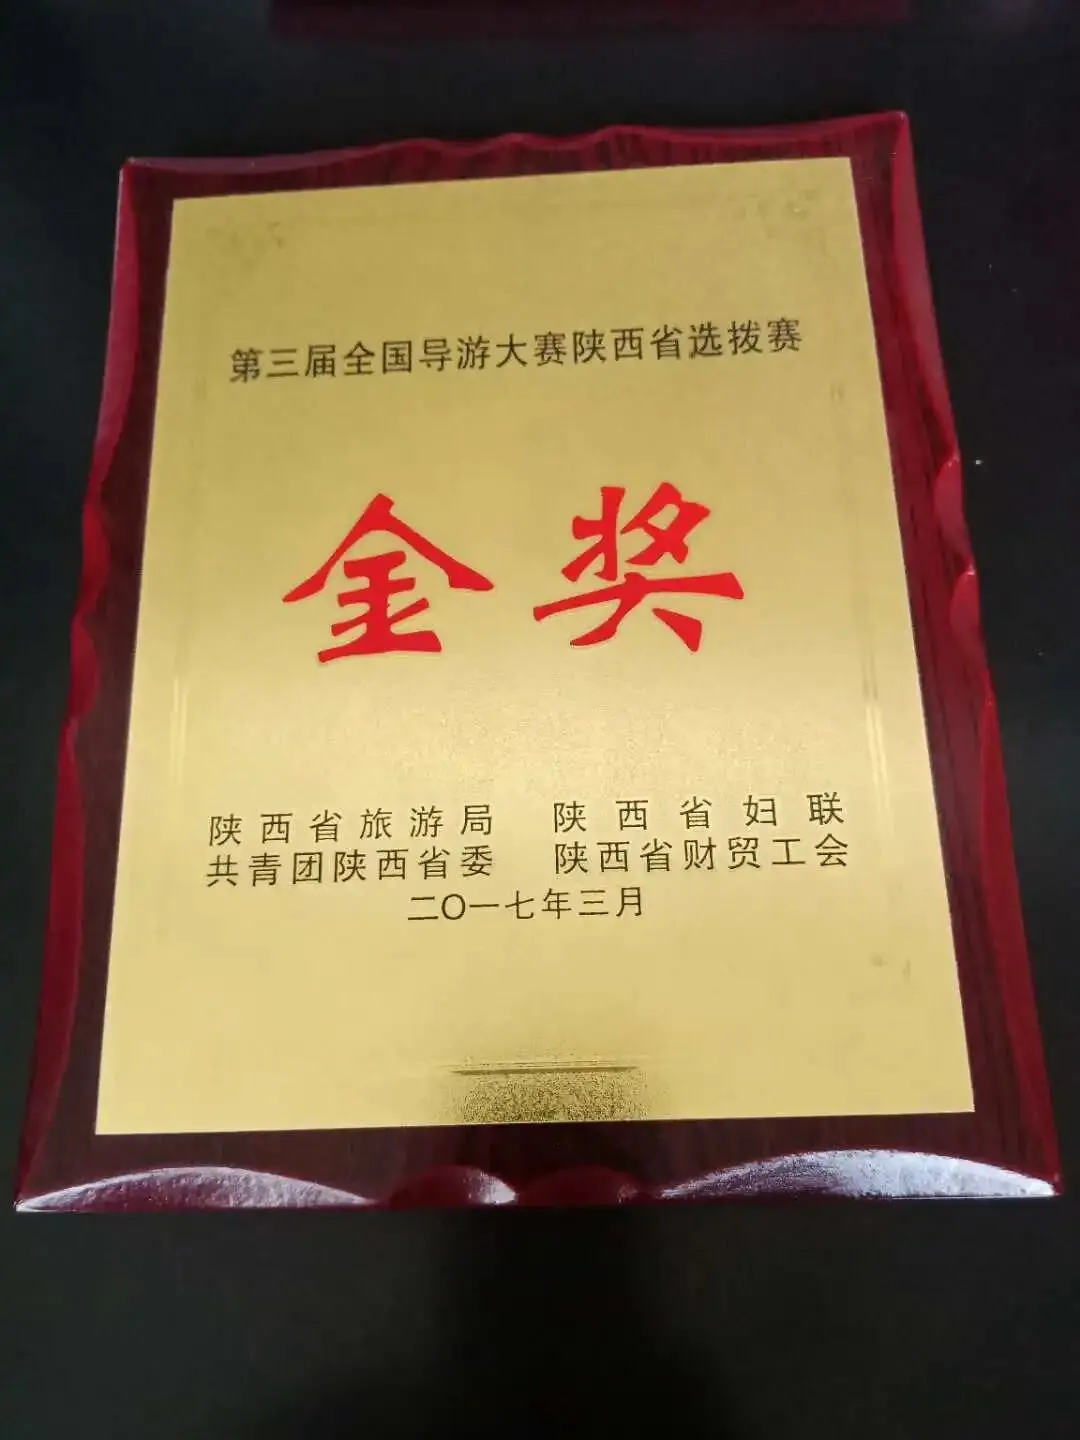 第三届全国导游大赛陕西省选拨赛
金奖
陕西省旅游局 陕西省妇联
共青团陕西省委 陕西省财贸工会
二〇一七年三月